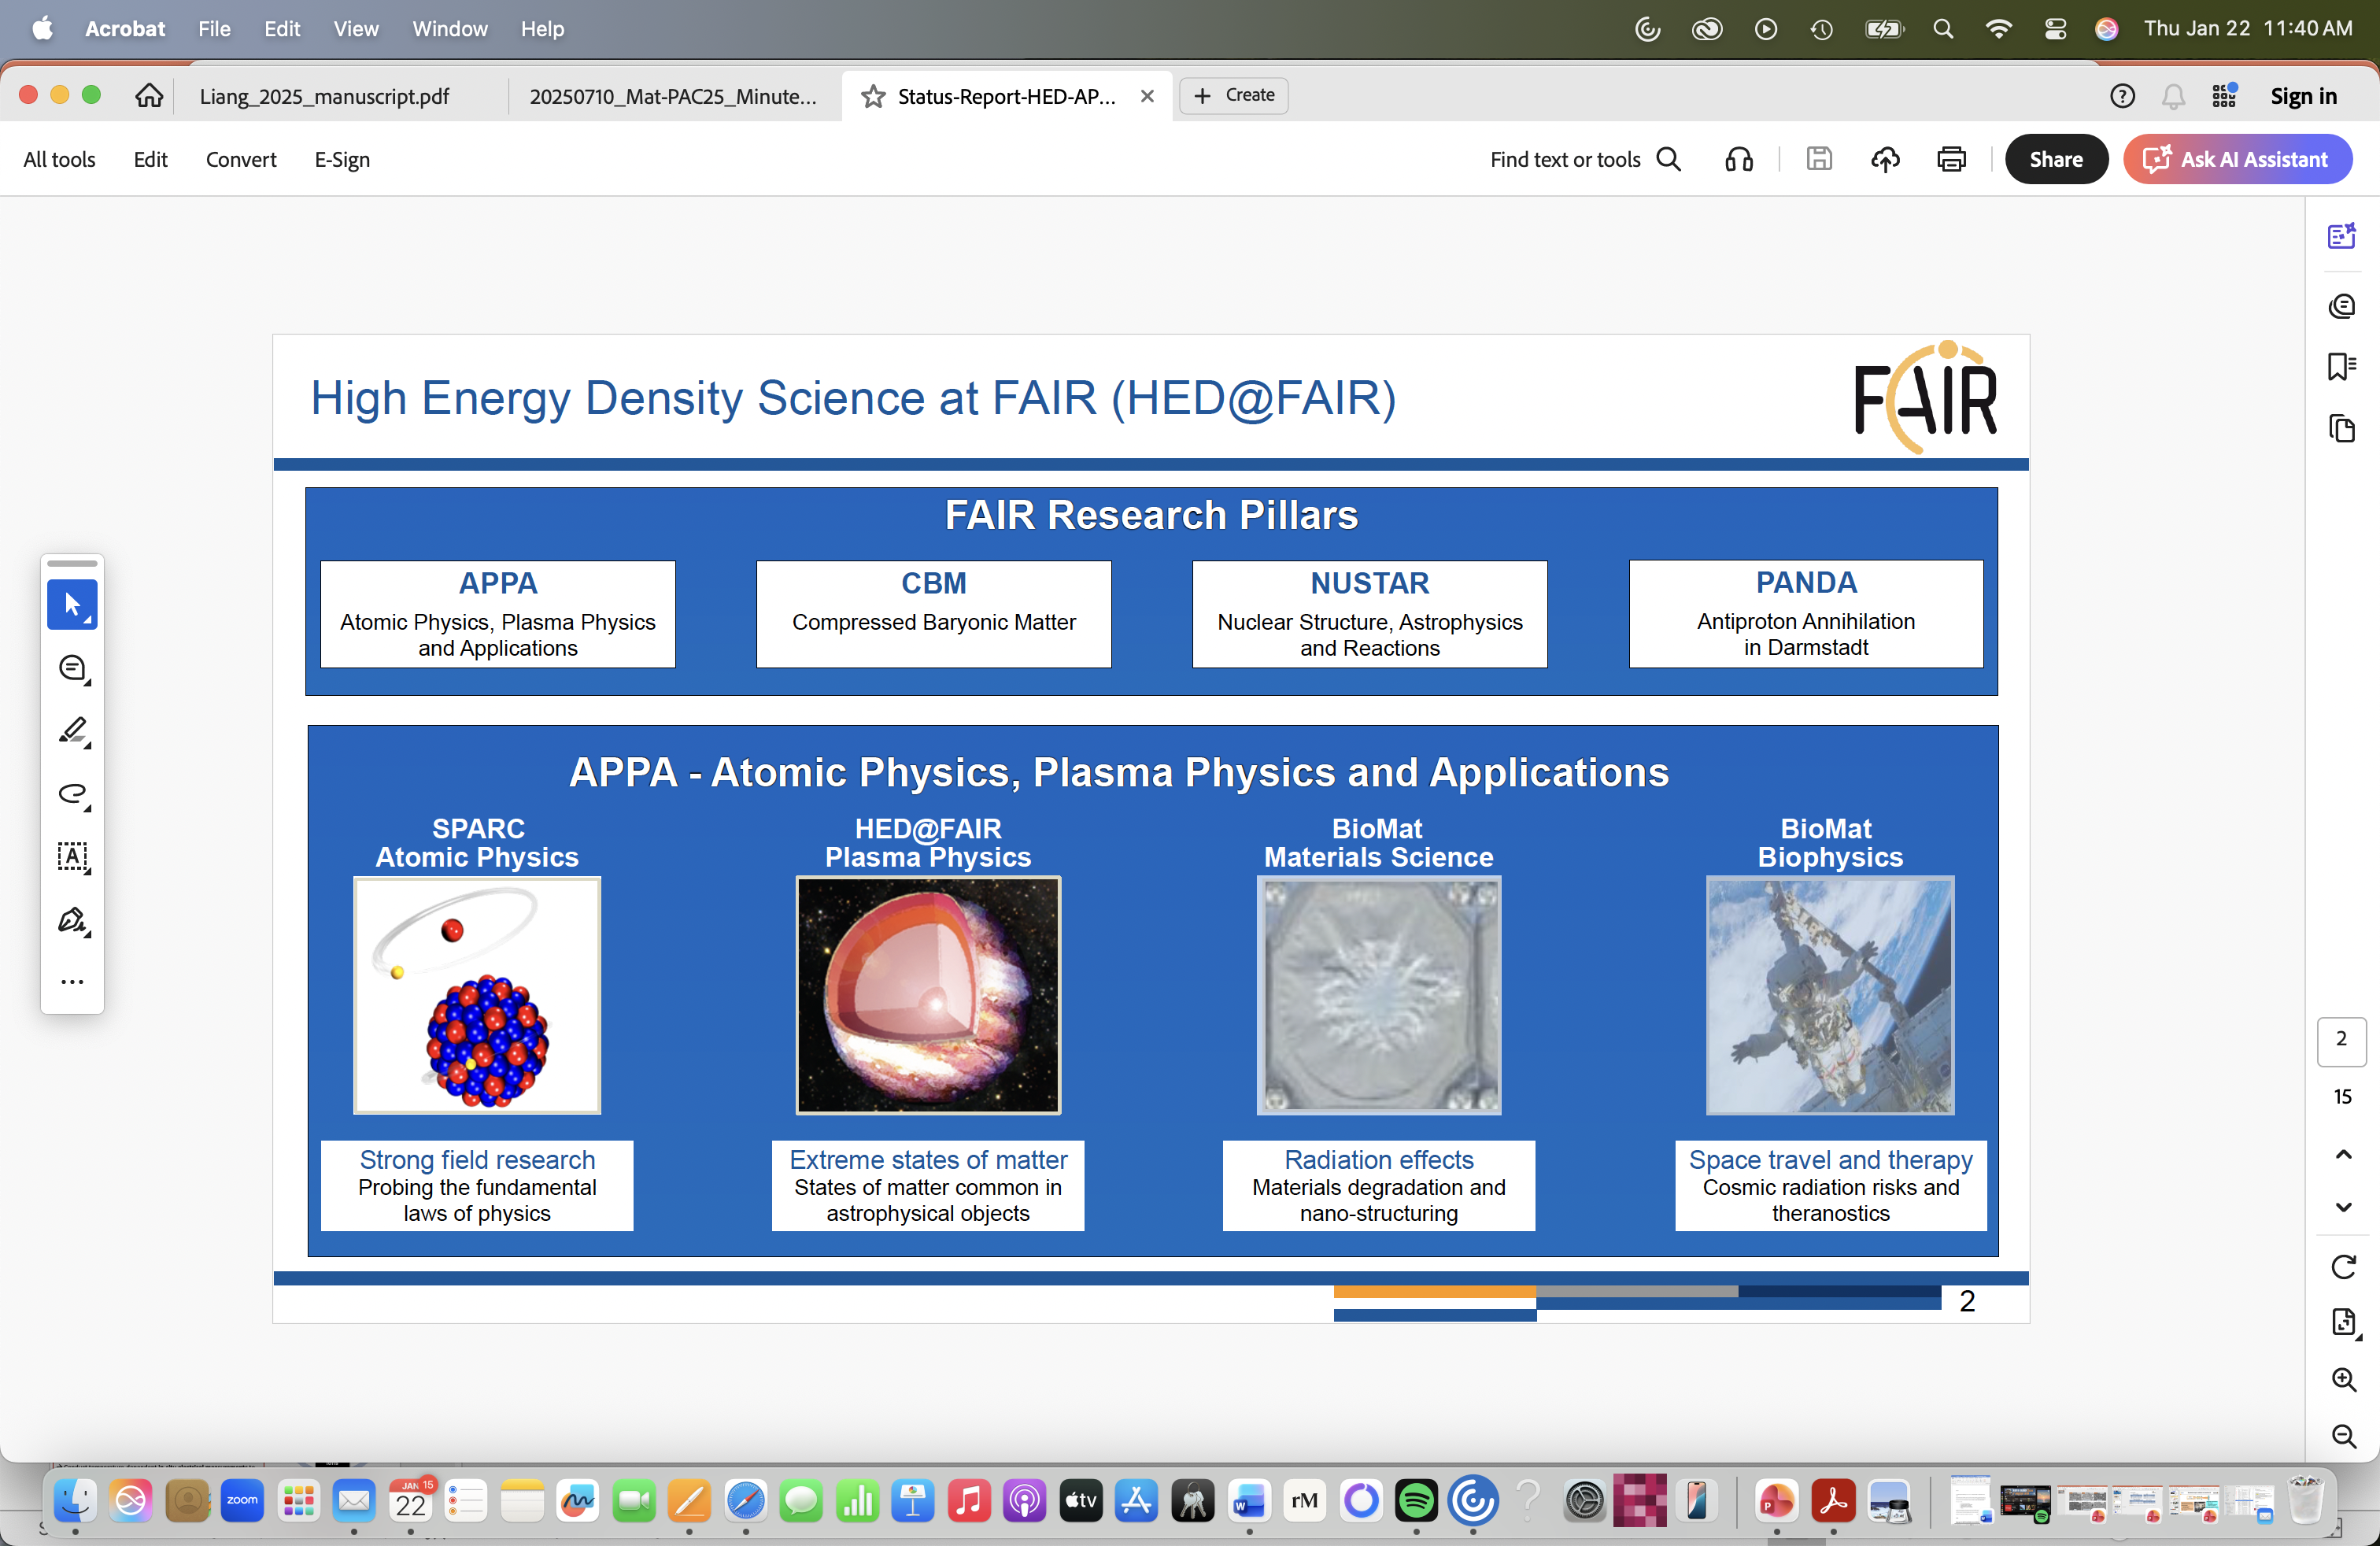 Acrobat File Edit View Window Help
Thu Jan 22 11:40 AM
Liang_2025_manuscript.pdf
20250710_Mat-PAC25_Minute...
Status-Report-HED-AP...
Create
Sign in
All tools Edit Convert E-Sign
Find text or tools
Share
Ask AI Assistant
High Energy Density Science at FAIR (HED@FAIR)
FAIR
FAIR Research Pillars
APPA
Atomic Physics, Plasma Physics
and Applications
CBM
Compressed Baryonic Matter
NUSTAR
Nuclear Structure, Astrophysics
and Reactions
PANDA
Antiproton Annihilation
in Darmstadt
APPA - Atomic Physics, Plasma Physics and Applications
SPARC
Atomic Physics
HED@FAIR
Plasma Physics
BioMat
Materials Science
BioMat
Biophysics
Strong field research
Probing the fundamental
laws of physics
Extreme states of matter
States of matter common in
astrophysical objects
Radiation effects
Materials degradation and
nano-structuring
Space travel and therapy
Cosmic radiation risks and
theranostics
2
2
15
zoom
JAN 15
22
tv
W
rM
P